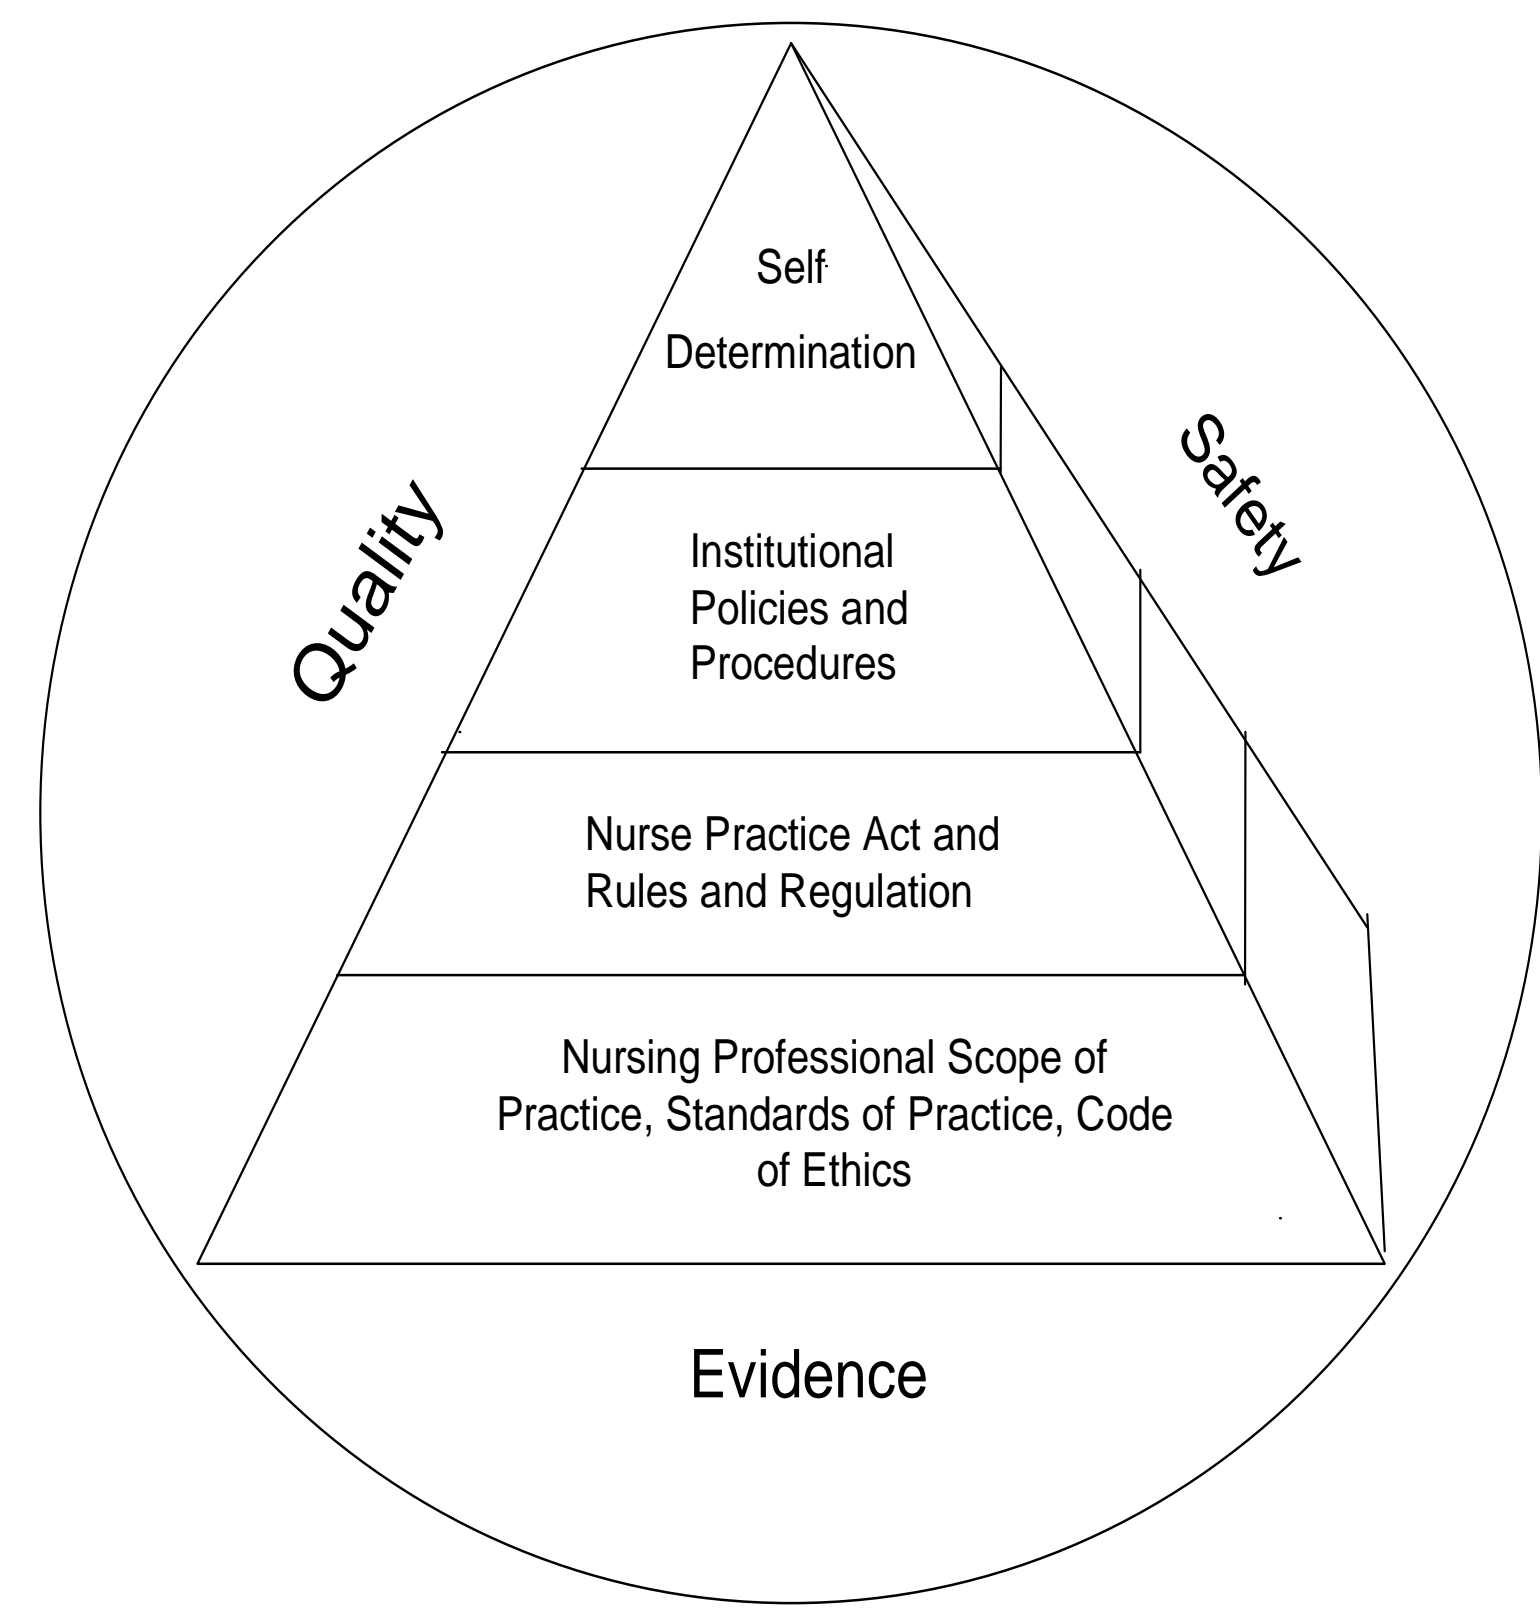 Self
Determination
Quality
Safety
Institutional
Policies and
Procedures
Nurse Practice Act and
Rules and Regulation
Nursing Professional Scope of
Practice, Standards of Practice, Code
of Ethics
Evidence